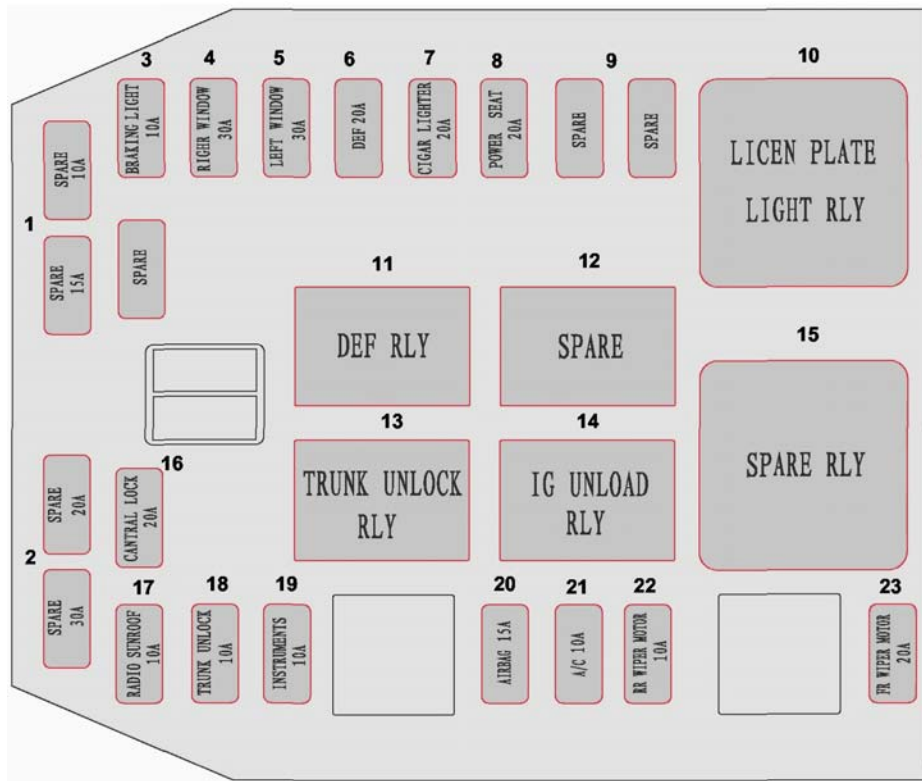 3
4
5
6
7
8
9
10
BRAKING LIGHT
10A
RIGHR WINDOW
30A
LEFT WINDOW
30A
DEF 20A
CIGAR LIGHTER
20A
POWER SEAT
20A
SPARE
SPARE
LICEN PLATE
LIGHT RLY
1
SPARE
10A
SPARE
15A
SPARE
11
DEF RLY
12
SPARE
13
TRUNK UNLOCK
RLY
14
IG UNLOAD
RLY
15
SPARE RLY
2
SPARE
20A
SPARE
30A
16
CANTRAL LOCK
20A
17
RADIO SUNROOF
10A
18
TRUNK UNLOCK
10A
19
INSTRUMENTS
10A
20
AIRBAG 15A
21
A/C 10A
22
RR WIPER MOTOR
10A
23
FR WIPER MOTOR
20A